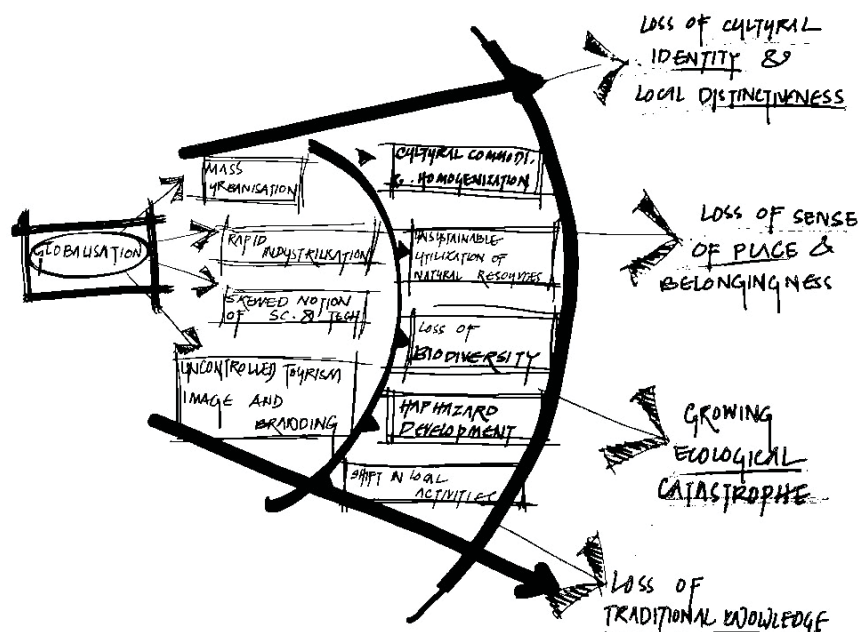 GLOBALISATION
MASS
URBANISATION
RAPID
INDUSTRILISATION
SKEWED NOTION
OF SC. & TECH
UNCONTROLLED TOURISM
IMAGE AND
BRANDING
CULTURAL COMMODI.
& HOMOGENISATION
UNSUSTAINABLE
UTILIZATION OF
NATURAL RESOURCES
LOSS OF
BIODIVERSITY
HAPHAZARD
DEVELOPMENT
SHIFT IN LOCAL
ACTIVITIES
LOSS OF CULTURAL
IDENTITY &
LOCAL DISTINCTIVENESS
LOSS OF SENSE
OF PLACE &
BELONGINGNESS
GROWING
ECOLOGICAL
CATASTROPHE
LOSS OF
TRADITIONAL KNOWLEDGE